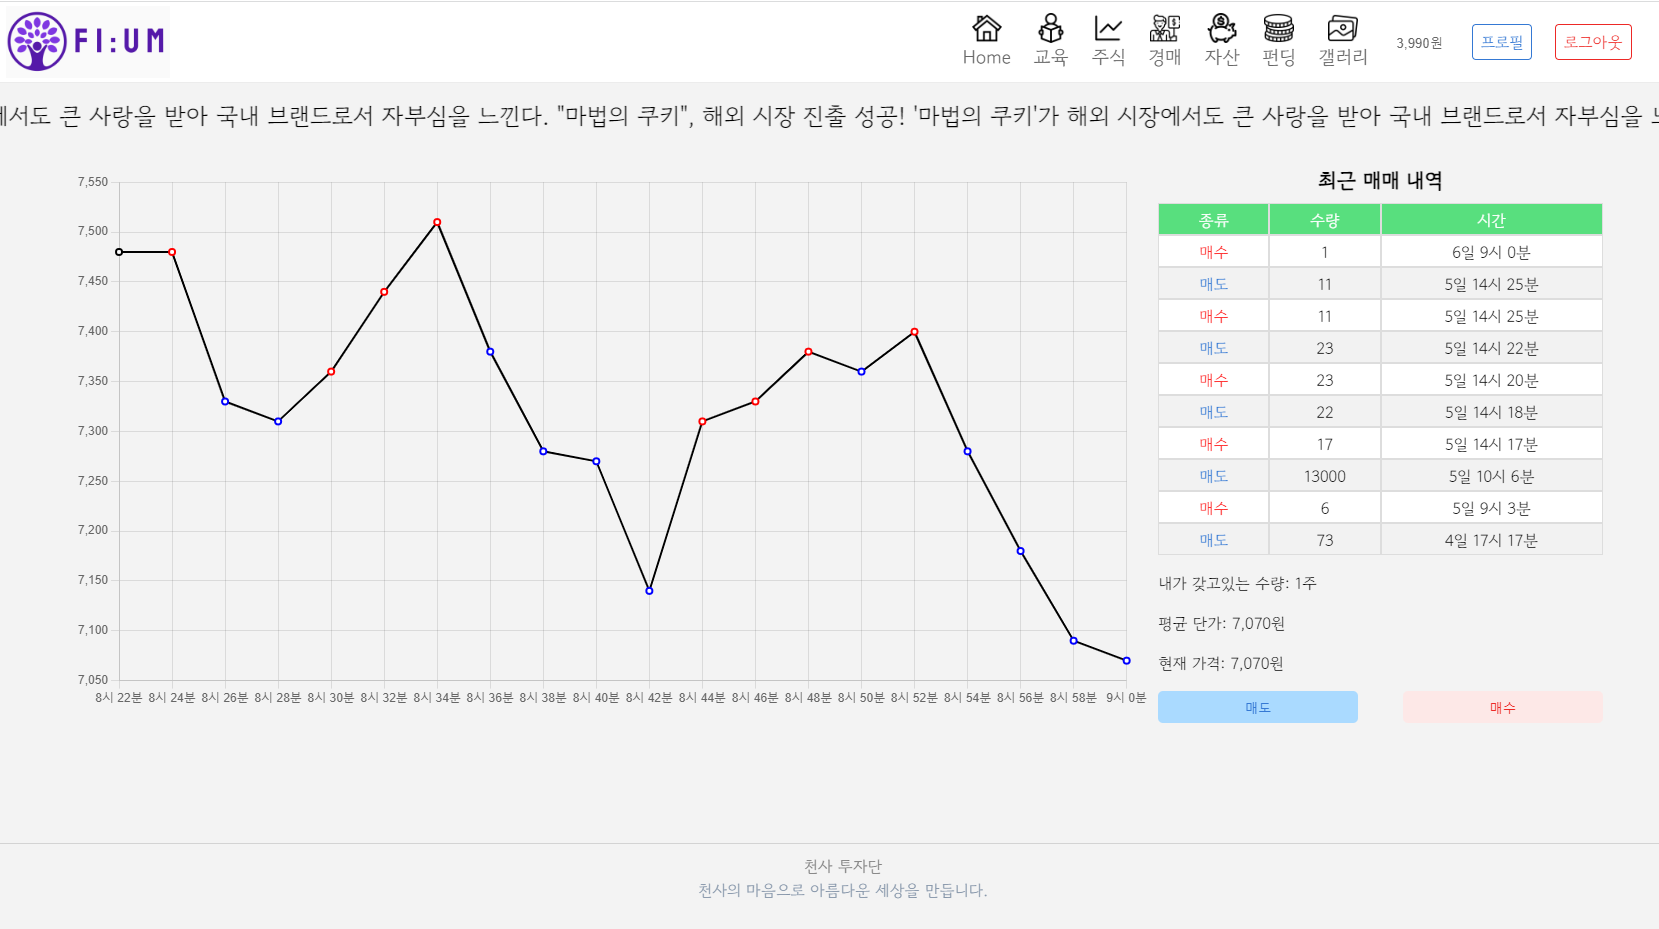 FI:UM
Home 교육 주식 경매 자산 펀딩 갤러리 3,990원 프로필 로그아웃
에서도 큰 사랑을 받아 국내 브랜드로서 자부심을 느낀다. "마법의 쿠키", 해외 시장 진출 성공! '마법의 쿠키'가 해외 시장에서도 큰 사랑을 받아 국내 브랜드로서 자부심을
7,550
7,500
7,450
7,400
7,350
7,300
7,250
7,200
7,150
7,100
7,050
8시 22분 8시 24분 8시 26분 8시 28분 8시 30분 8시 32분 8시 34분 8시 36분 8시 38분 8시 40분 8시 42분 8시 44분 8시 46분 8시 48분 8시 50분 8시 52분 8시 54분 8시 56분 8시 58분 9시 0분
최근 매매 내역
종류 수량 시간
매수 1 6일 9시 0분
매도 11 5일 14시 25분
매수 11 5일 14시 25분
매도 23 5일 14시 22분
매수 23 5일 14시 20분
매도 22 5일 14시 18분
매수 17 5일 14시 17분
매도 13000 5일 10시 6분
매수 6 5일 9시 3분
매도 73 4일 17시 17분
내가 갖고있는 수량: 1주
평균 단가: 7,070원
현재 가격: 7,070원
매도 매수
천사 투자단
천사의 마음으로 아름다운 세상을 만듭니다.